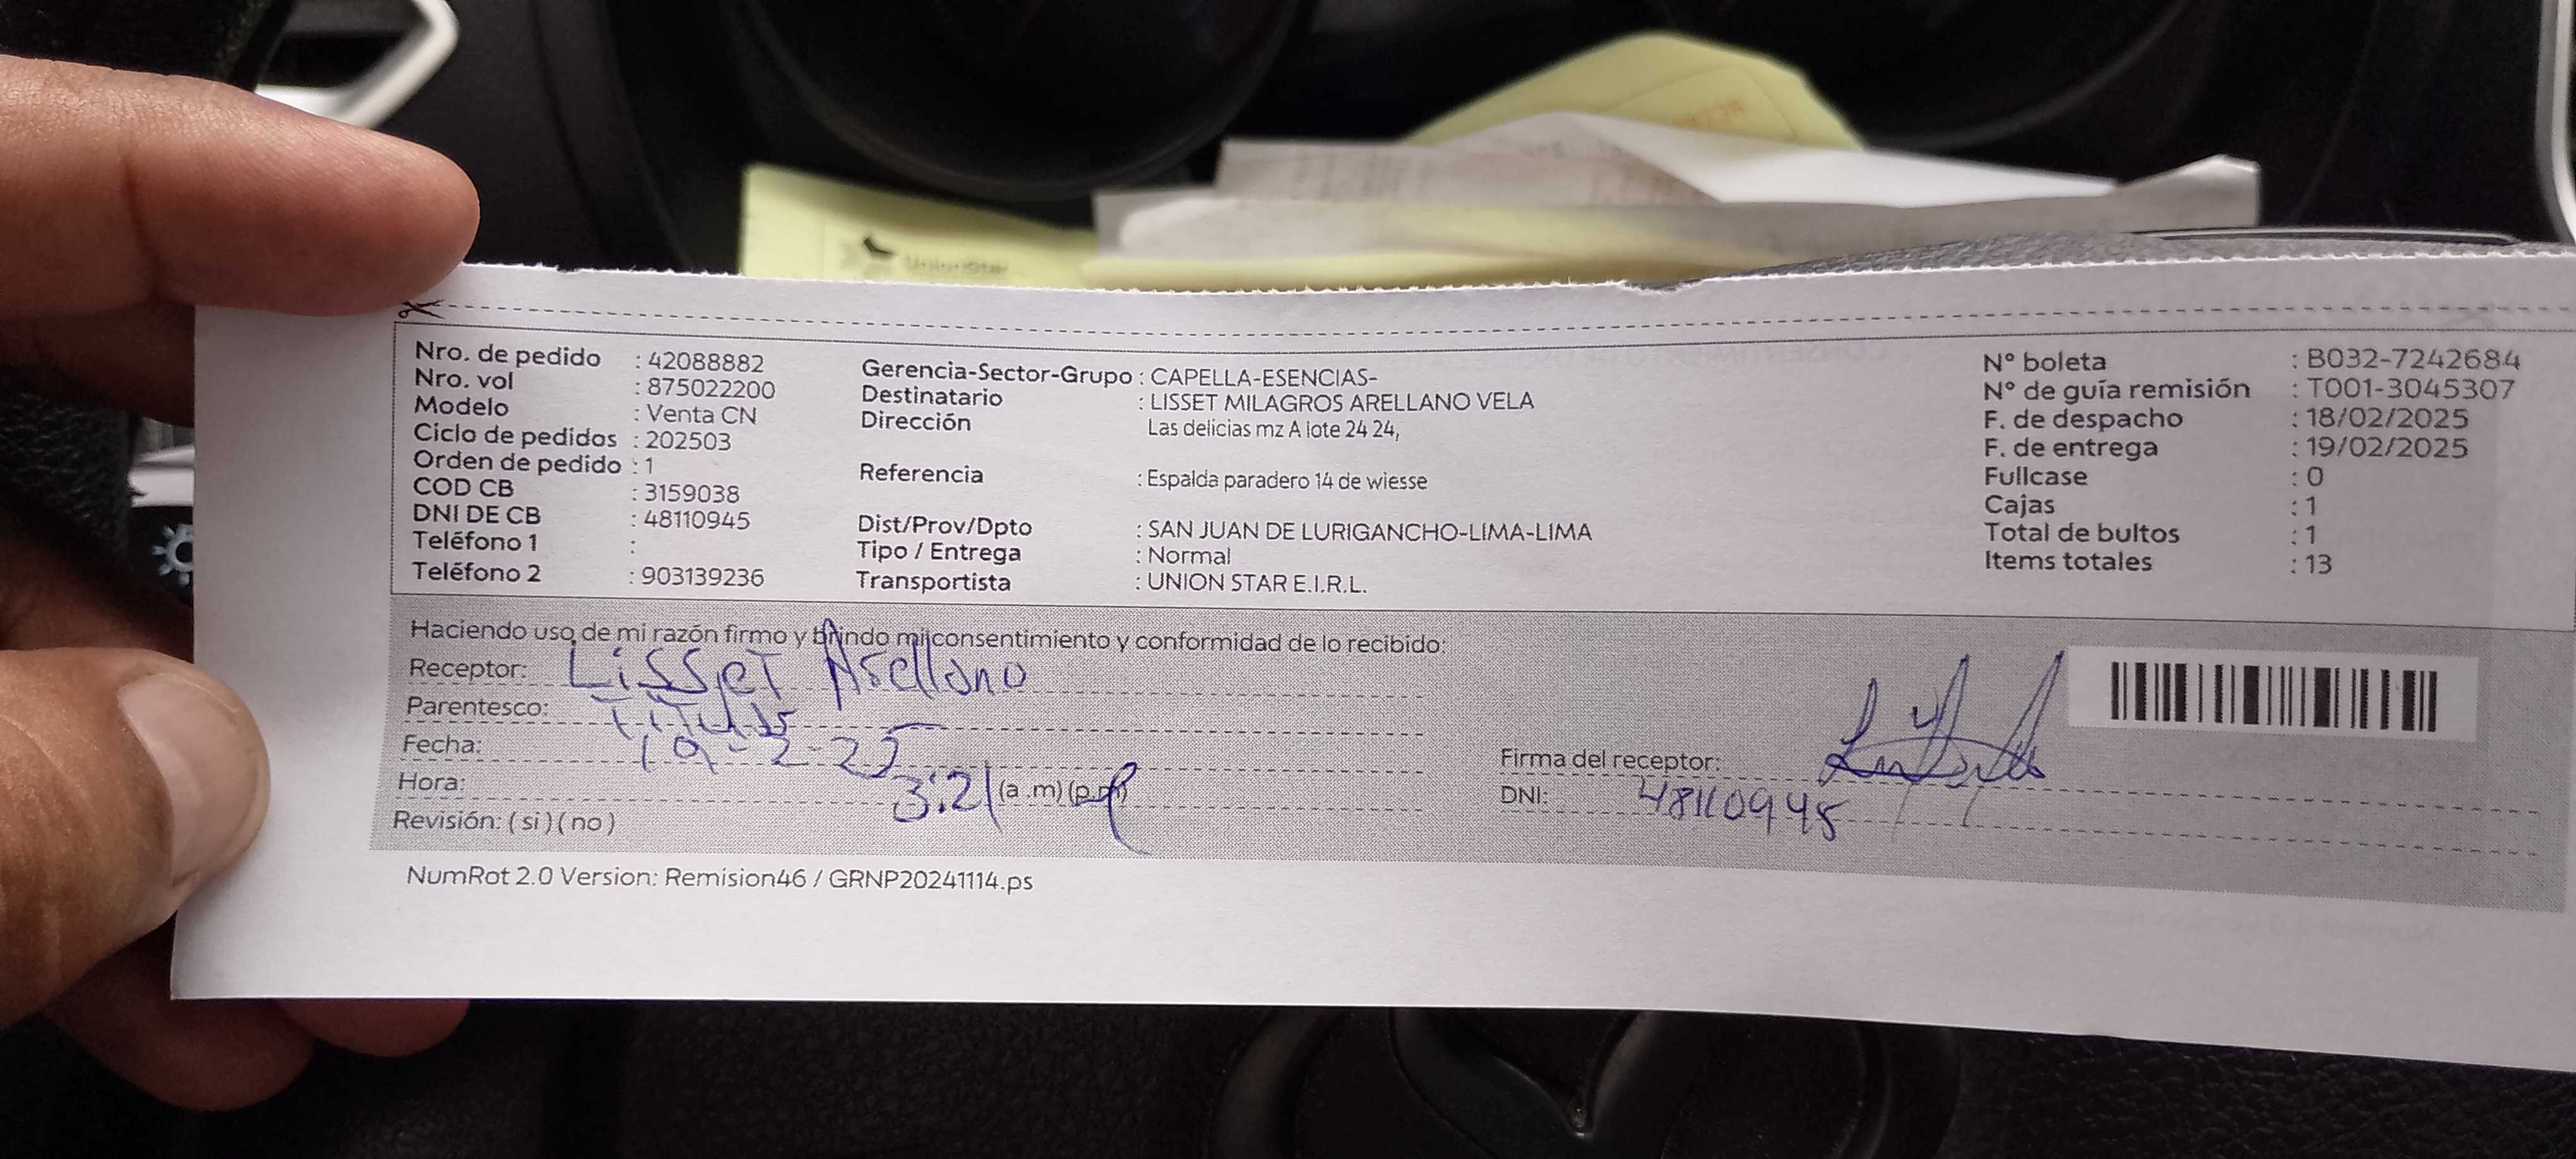 UnionStar
Nro. de pedido : 42088882
Nro. vol : 875022200
Modelo : Venta CN
Ciclo de pedidos : 202503
Orden de pedido : 1
COD CB : 3159038
DNI DE CB : 48110945
Teléfono 1 :
Teléfono 2 : 903139236
Gerencia-Sector-Grupo : CAPELLA-ESENCIAS-
Destinatario : LISSET MILAGROS ARELLANO VELA
Dirección Las delicias mz A lote 24 24,
Referencia : Espalda paradero 14 de wiesse
Dist/Prov/Dpto : SAN JUAN DE LURIGANCHO-LIMA-LIMA
Tipo / Entrega : Normal
Transportista : UNION STAR E.I.R.L.
N° boleta : B032-7242684
N° de guía remisión : T001-3045307
F. de despacho : 18/02/2025
F. de entrega : 19/02/2025
Fullcase : 0
Cajas : 1
Total de bultos : 1
Items totales : 13
Haciendo uso de mi razón firmo y brindo mi consentimiento y conformidad de lo recibido:
Receptor: Lisset Arellano
Parentesco: Titular
Fecha: 19-2-25
Hora: 3:21 (a .m) (p.m)
Revisión: ( si ) ( no )
Firma del receptor:
DNI: 48110945
NumRot 2.0 Version: Remision46 / GRNP20241114.ps